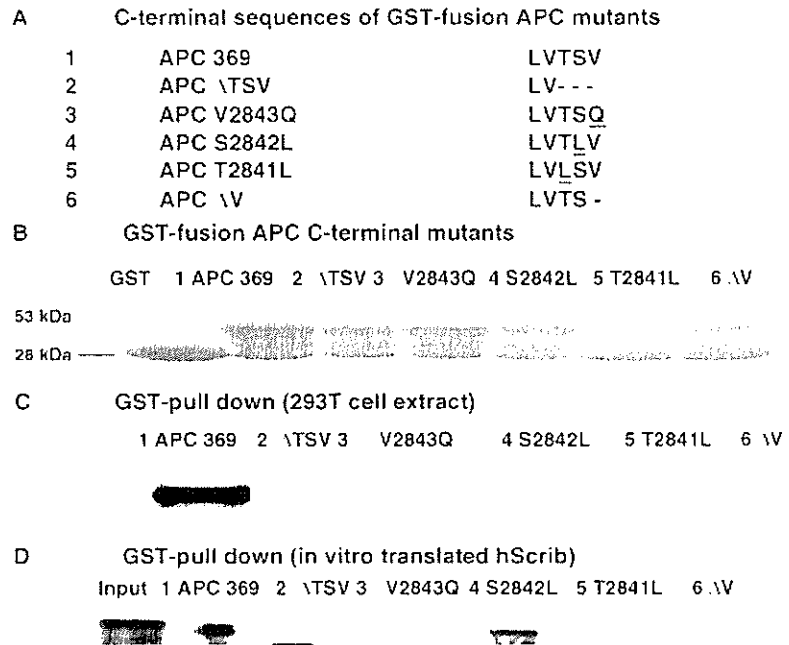 A C-terminal sequences of GST-fusion APC mutants
1 APC 369 LVTSV
2 APC \TSV LV---
3 APC V2843Q LVTSQ
4 APC S2842L LVTLV
5 APC T2841L LVLSV
6 APC \V LVTS-
B GST-fusion APC C-terminal mutants
GST 1 APC 369 2 \TSV 3 V2843Q 4 S2842L 5 T2841L 6 .\V
53 kDa
28 kDa
C GST-pull down (293T cell extract)
1 APC 369 2 \TSV 3 V2843Q 4 S2842L 5 T2841L 6 \V
D GST-pull down (in vitro translated hScrib)
Input 1 APC 369 2 \TSV 3 V2843Q 4 S2842L 5 T2841L 6 .\V